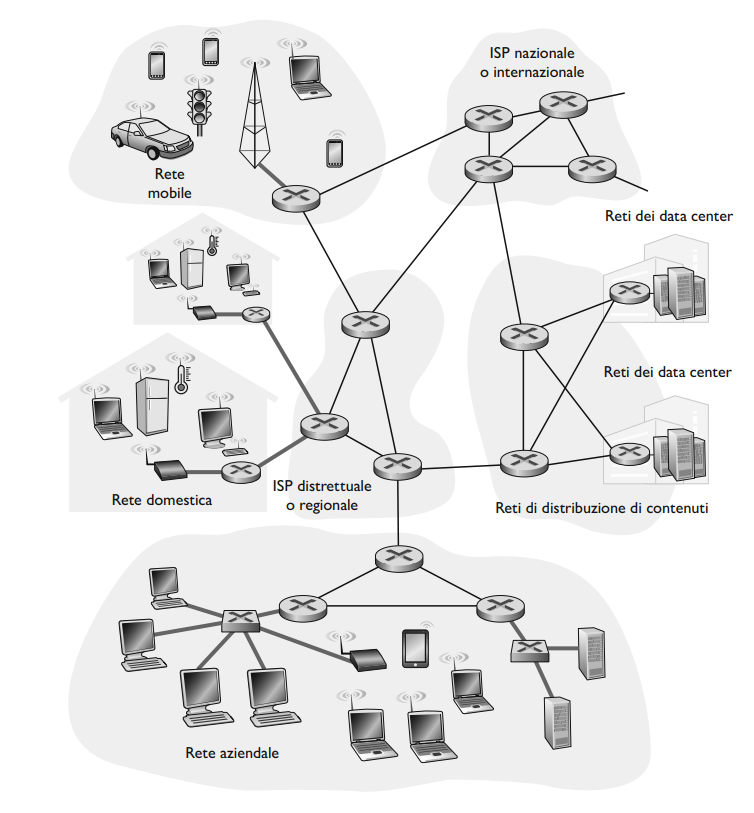 ISP nazionale
o internazionale
Rete
mobile
Reti dei data center
Reti dei data center
Rete domestica
ISP distrettuale
o regionale
Reti di distribuzione di contenuti
Rete aziendale